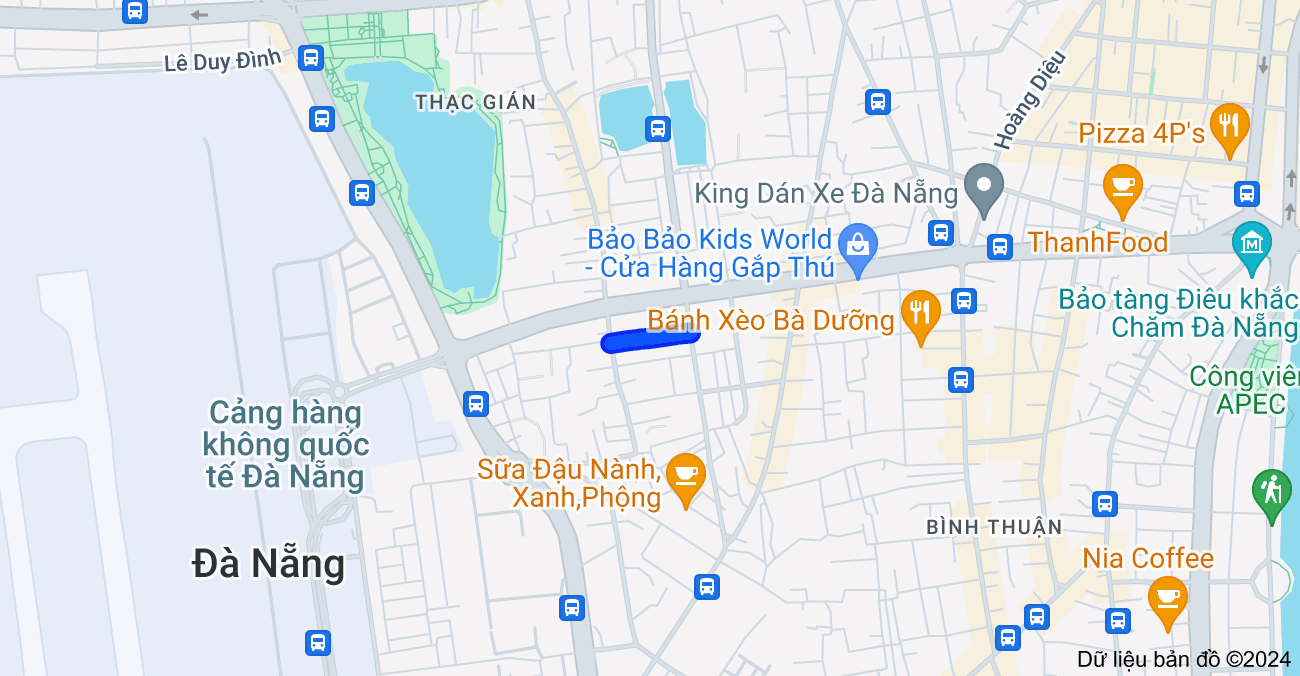 Lê Duy Đình
THẠC GIÁN
Hoàng Diệu
Pizza 4P's
King Dán Xe Đà Nẵng
ThanhFood
Bảo Bảo Kids World
- Cửa Hàng Gắp Thú
Bánh Xèo Bà Dưỡng
Bảo tàng Điêu khắc
Chăm Đà Nẵng
Công viên
APEC
Cảng hàng
không quốc
tế Đà Nẵng
Sữa Đậu Nành,
Xanh,Phộng
BÌNH THUẬN
Đà Nẵng
Nia Coffee
Dữ liệu bản đồ ©2024